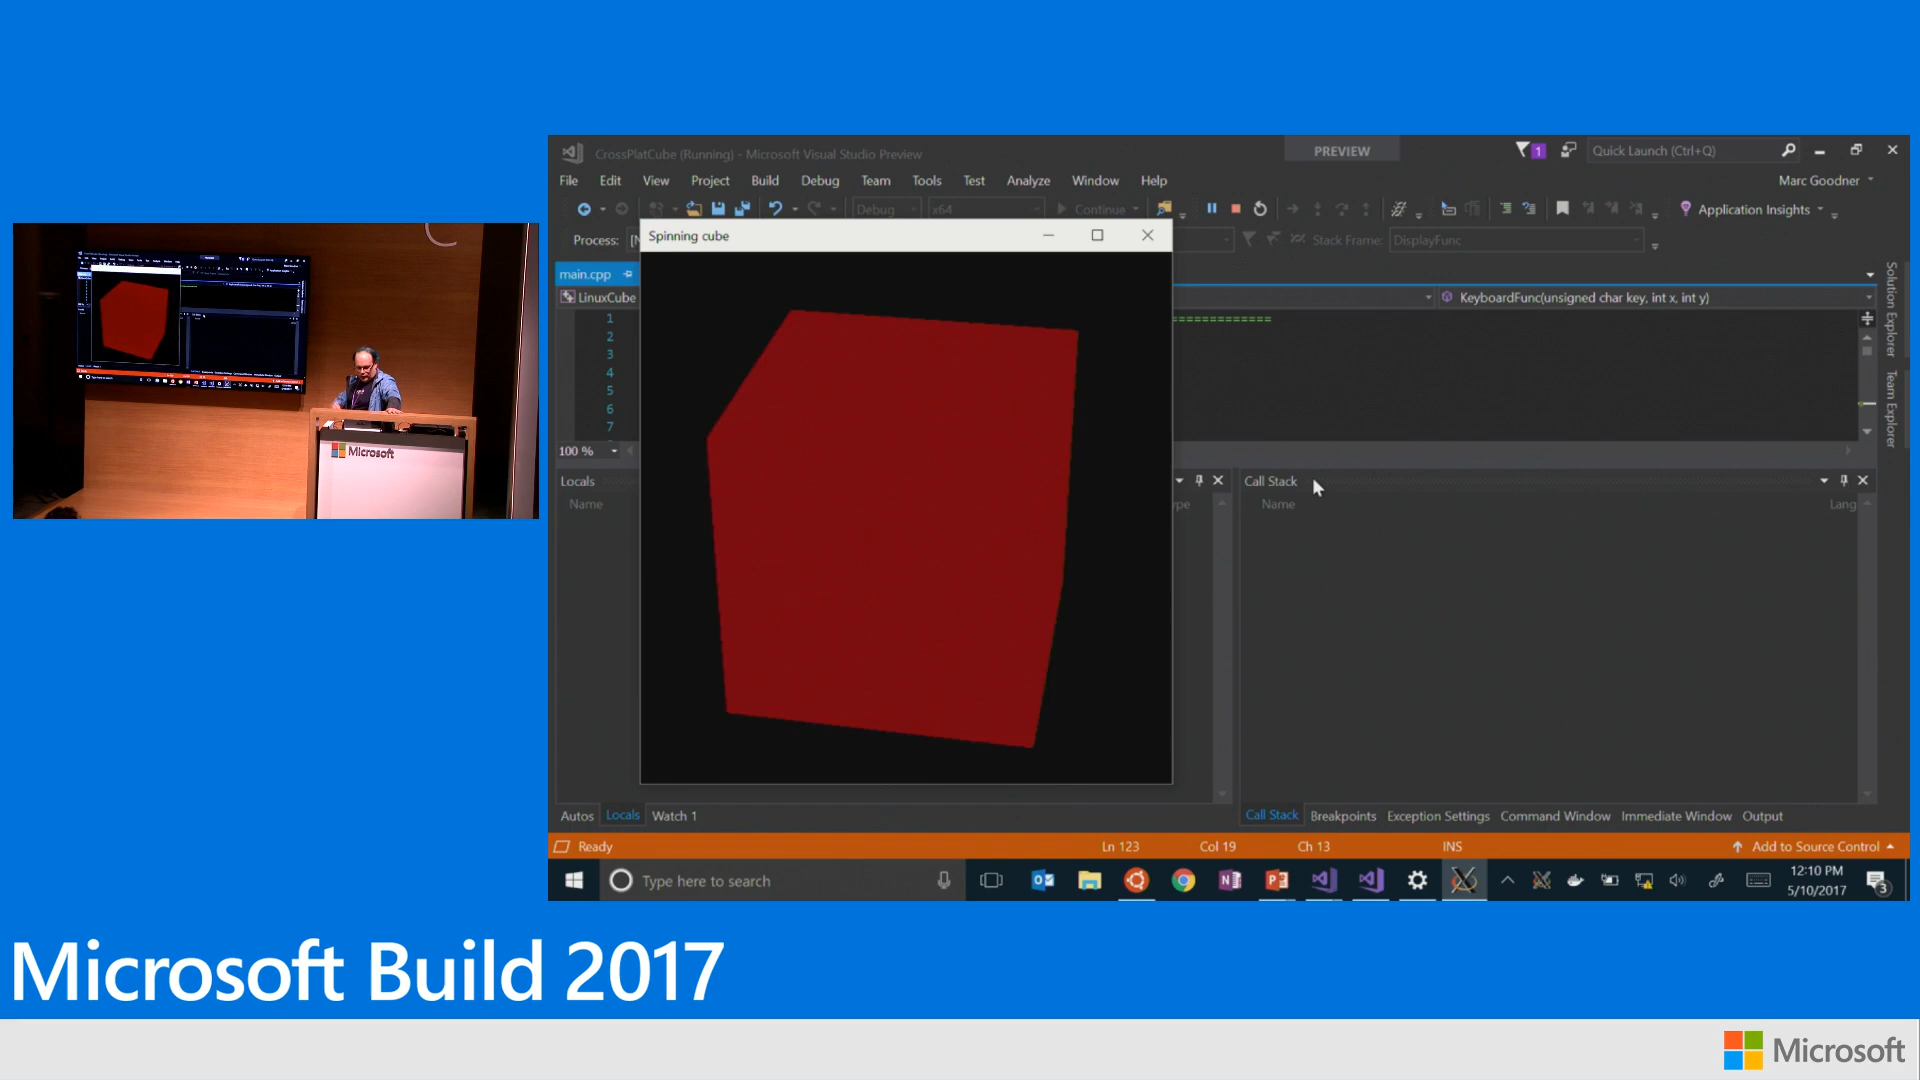 CrossPlatCube (Running) - Microsoft Visual Studio Preview
PREVIEW
1
Quick Launch (Ctrl+Q)
File Edit View Project Build Debug Team Tools Test Analyze Window Help
Marc Goodner
Debug x64 Continue Application Insights
Process: Stack Frame: DisplayFunc
Spinning cube
main.cpp
LinuxCube KeyboardFunc(unsigned char key, int x, int y)
1
2
3
4
5
6
7
100 %
Solution Explorer
Team Explorer
Locals
Name
Call Stack
Name Lang
Autos Locals Watch 1
Call Stack Breakpoints Exception Settings Command Window Immediate Window Output
Ready Ln 123 Col 19 Ch 13 INS Add to Source Control
Type here to search
12:10 PM
5/10/2017
3
Microsoft
Microsoft Build 2017
Microsoft